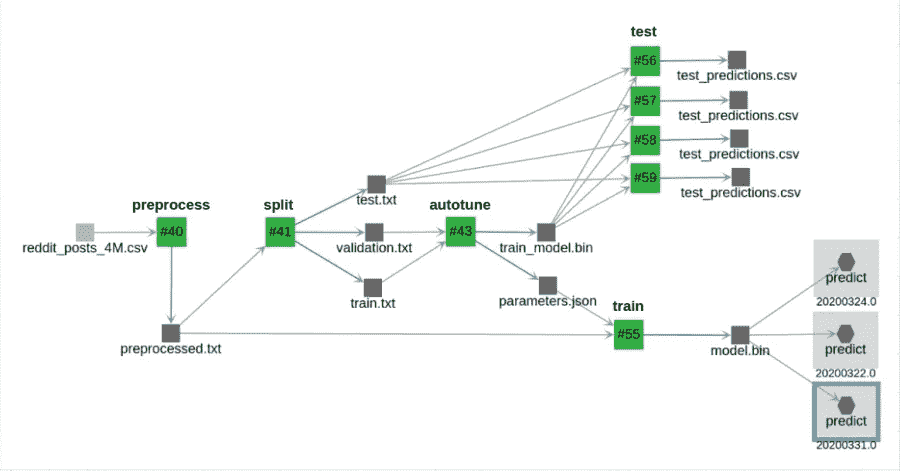 test
#56
test_predictions.csv
#57
test_predictions.csv
#58
test_predictions.csv
#59
test_predictions.csv
test.txt
preprocess
split
autotune
#40
#41
#43
reddit_posts_4M.csv
validation.txt
train_model.bin
train.txt
parameters.json
train
#55
preprocessed.txt
model.bin
predict
20200324.0
predict
20200322.0
predict
20200331.0